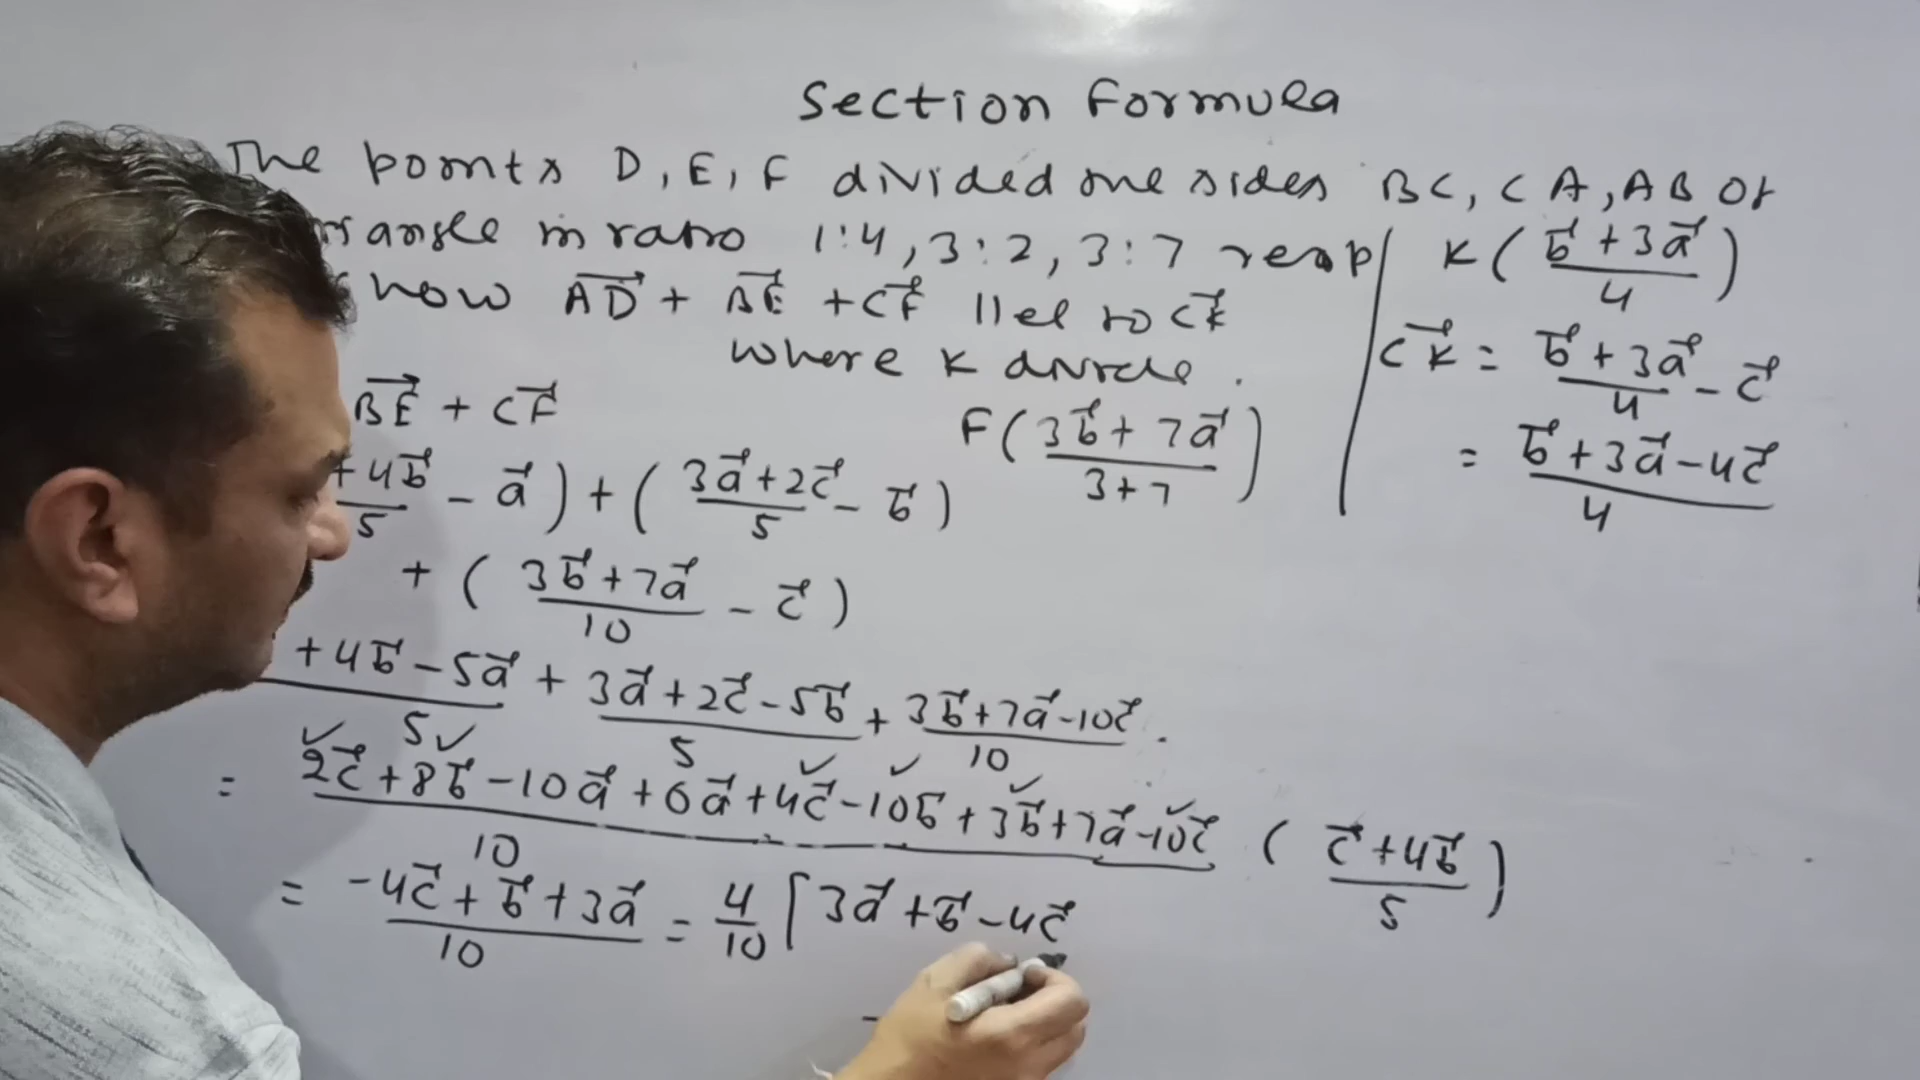 Section Formula
The points D, E, F divided the sides BC, CA, AB of
angle in ratio 1:4, 3:2, 3:7 resp
how AD⃗ + BE⃗ + CF⃗ llel to CK⃗
where K divide.
BE⃗ + CF⃗
+4b⃗/5 - a⃗) + (3a⃗+2c⃗/5 - b⃗)
+ (3b⃗+7a⃗/10 - c⃗)
+4b⃗-5a⃗/5 + 3a⃗+2c⃗-5b⃗/5 + 3b⃗+7a⃗-10c⃗/10 .
= 2c⃗+8b⃗-10a⃗+6a⃗+4c⃗-10b⃗+3b⃗+7a⃗-10c⃗/10
= -4c⃗+b⃗+3a⃗/10 = 4/10 [3a⃗+b⃗-4c⃗
F(3b⃗+7a⃗/3+7)
K(b⃗+3a⃗/4)
CK⃗ = b⃗+3a⃗/4 - c⃗
= b⃗+3a⃗-4c⃗/4
(c⃗+4b⃗/5)